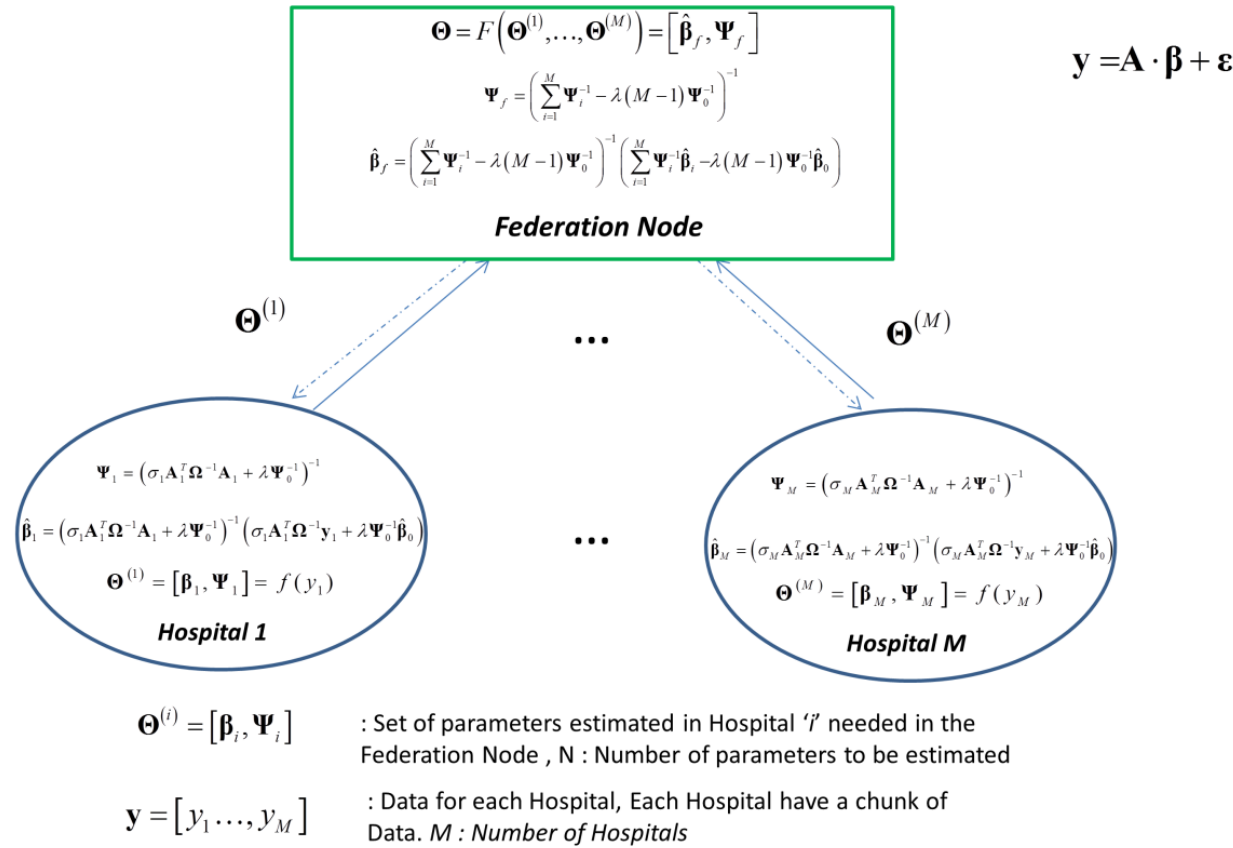 𝚯 = F(𝚯^(1),…,𝚯^(M)) = [β̂_f, 𝚿_f]
y = A · β + ε
𝚿_f = (∑_{i=1}^{M} 𝚿_i^{-1} − λ(M−1)𝚿_0^{-1})^{-1}
β̂_f = (∑_{i=1}^{M} 𝚿_i^{-1} − λ(M−1)𝚿_0^{-1})^{-1} (∑_{i=1}^{M} 𝚿_i^{-1}β̂_i − λ(M−1)𝚿_0^{-1}β̂_0)
Federation Node
𝚯^(1)
...
𝚯^(M)
𝚿_1 = (σ_1 A_1^T Ω^{-1} A_1 + λ𝚿_0^{-1})^{-1}
β̂_1 = (σ_1 A_1^T Ω^{-1} A_1 + λ𝚿_0^{-1})^{-1} (σ_1 A_1^T Ω^{-1} y_1 + λ𝚿_0^{-1}β̂_0)
𝚯^(1) = [β_1, 𝚿_1] = f(y_1)
Hospital 1
...
𝚿_M = (σ_M A_M^T Ω^{-1} A_M + λ𝚿_0^{-1})^{-1}
β̂_M = (σ_M A_M^T Ω^{-1} A_M + λ𝚿_0^{-1})^{-1} (σ_M A_M^T Ω^{-1} y_M + λ𝚿_0^{-1}β̂_0)
𝚯^(M) = [β_M, 𝚿_M] = f(y_M)
Hospital M
𝚯^(i) = [β_i, 𝚿_i] : Set of parameters estimated in Hospital ‘i’ needed in the
Federation Node , N : Number of parameters to be estimated
y = [y_1…, y_M] : Data for each Hospital, Each Hospital have a chunk of
Data. M : Number of Hospitals